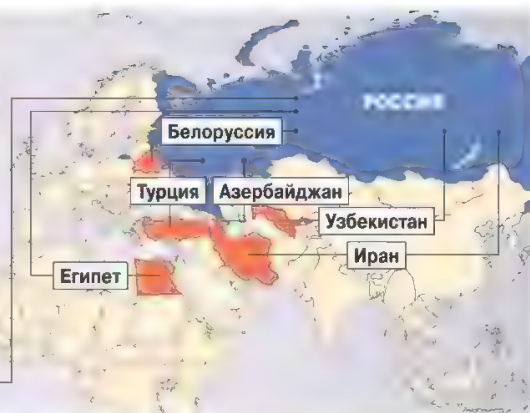 РОССИЯ
Белоруссия
Турция
Азербайджан
Узбекистан
Иран
Египет